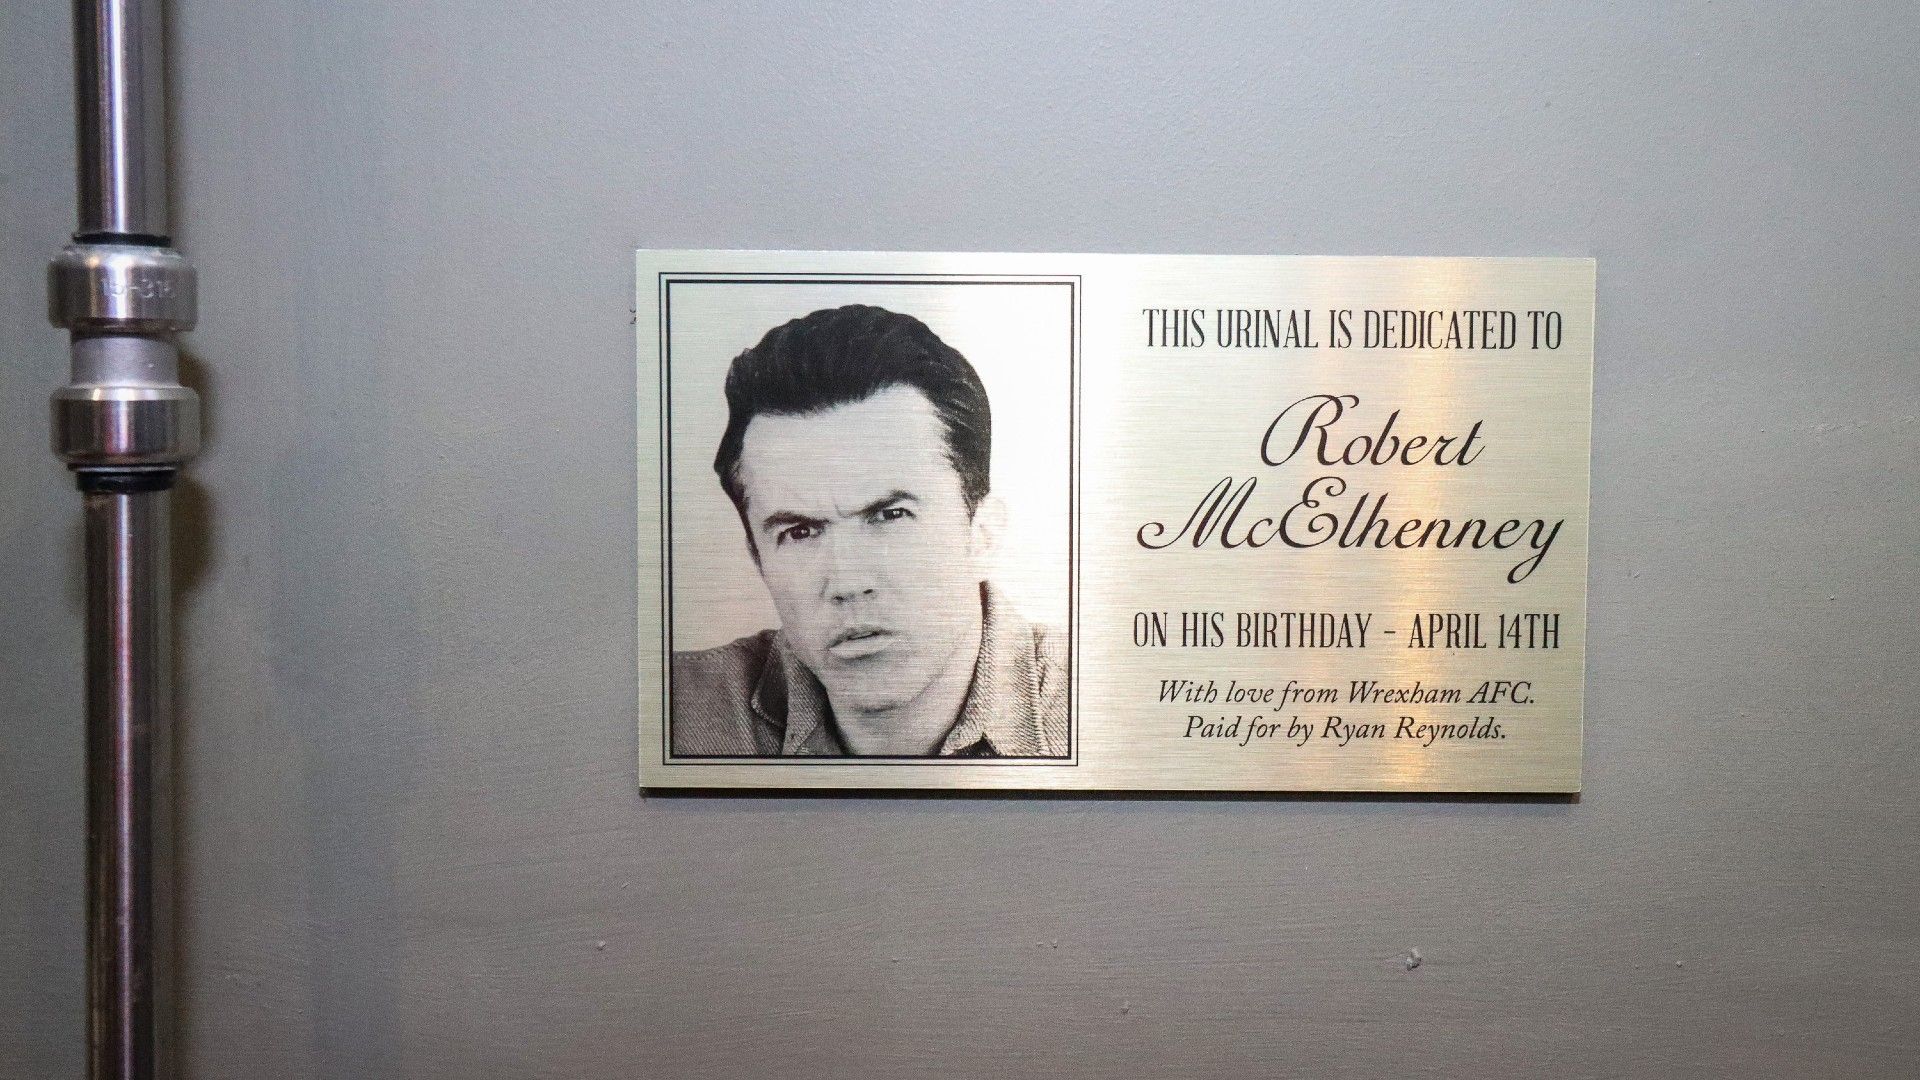 THIS URINAL IS DEDICATED TO
Robert
McElhenney
ON HIS BIRTHDAY - APRIL 14TH
With love from Wrexham AFC.
Paid for by Ryan Reynolds.